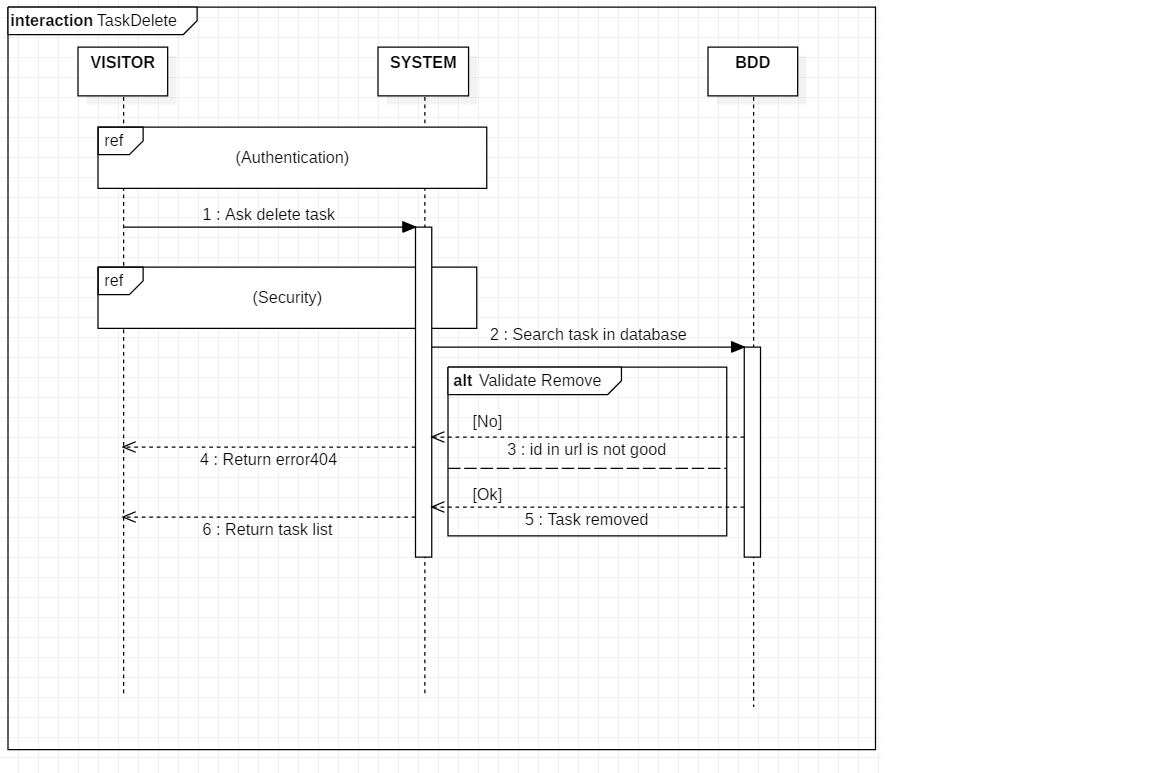 interaction TaskDelete
VISITOR
SYSTEM
BDD
ref
(Authentication)
1 : Ask delete task
ref
(Security)
2 : Search task in database
alt Validate Remove
[No]
3 : id in url is not good
4 : Return error404
[Ok]
5 : Task removed
6 : Return task list